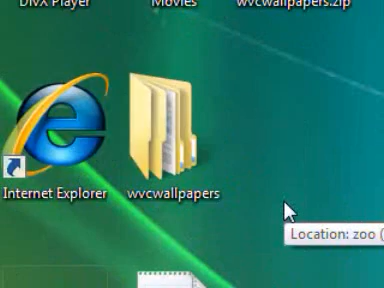 DivX Player
Movies
wvcwallpapers.zip
Internet Explorer
wvcwallpapers
Location: zoo (